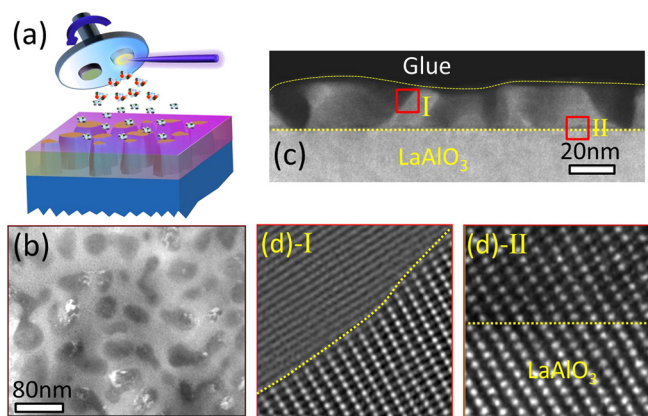 (a)
Glue
I
II
LaAlO₃
(c)
20nm
(b)
80nm
(d)-I
(d)-II
LaAlO₃